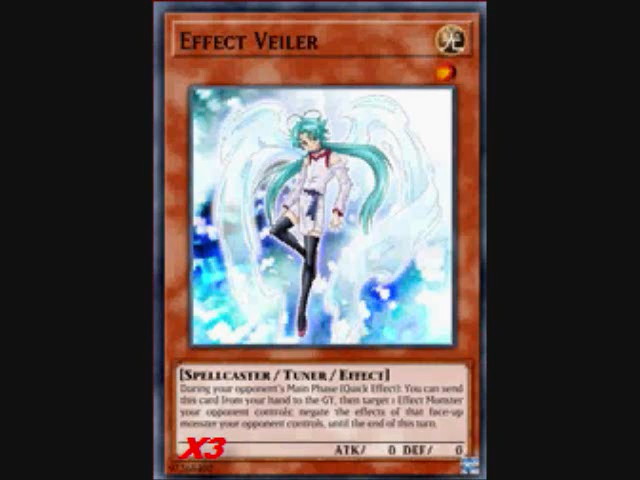 EFFECT VEILER
[SPELLCASTER / TUNER / EFFECT]
During your opponent's Main Phase (Quick Effect): You can send
this card from your hand to the GY, then target 1 Effect Monster
your opponent controls; negate the effects of that face-up
monster your opponent controls, until the end of this turn.
X3
ATK/ 0 DEF/ 0